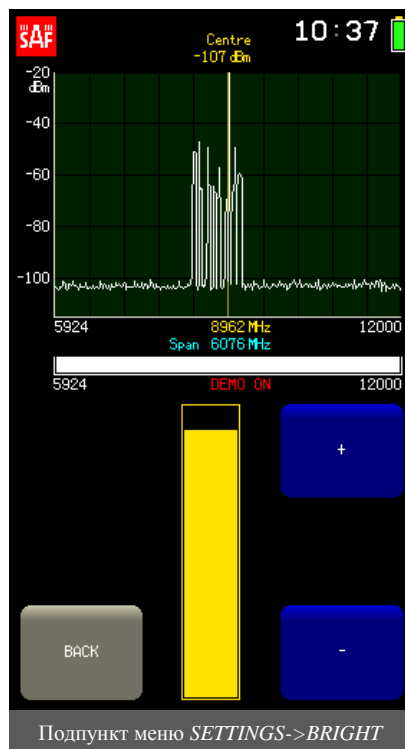 SAF
10:37
Centre
-107 dBm
-20
dBm
-40
-60
-80
-100
5924 8962 MHz 12000
Span 6076 MHz
5924 DEMO ON 12000
+
BACK -
Подпункт меню SETTINGS->BRIGHT